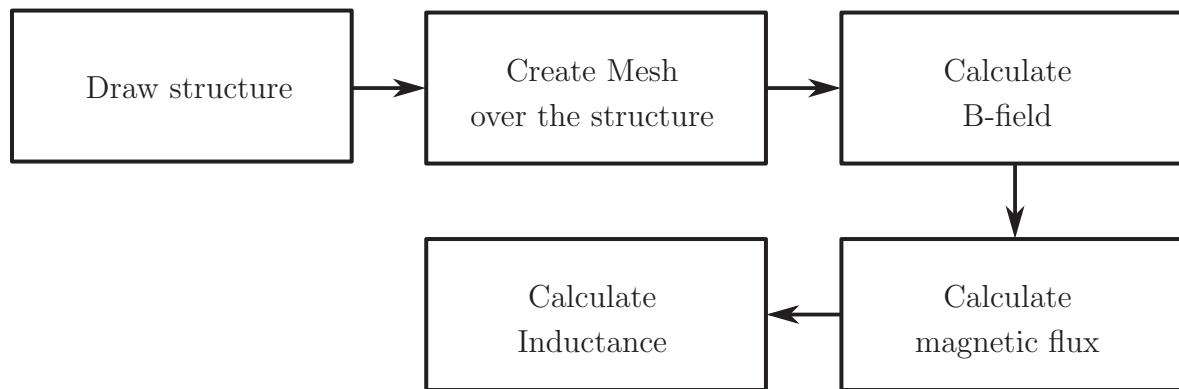 Draw structure
Create Mesh
over the structure
Calculate
B-field
Calculate
magnetic flux
Calculate
Inductance